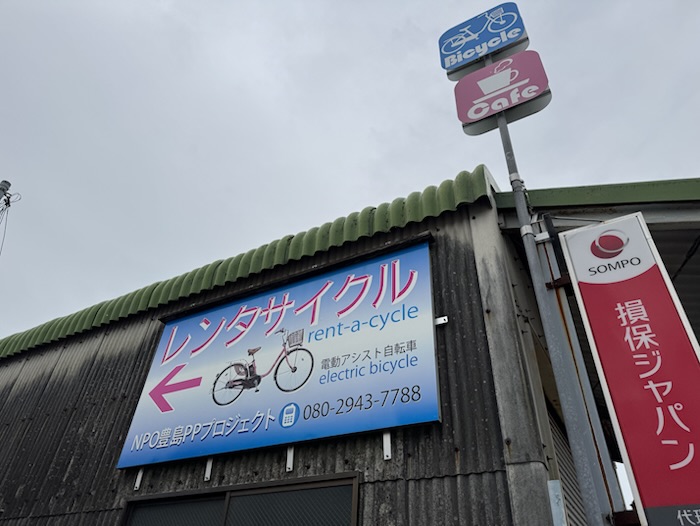 Bicycle
Cafe
レンタサイクル
rent-a-cycle
電動アシスト自転車
electric bicycle
NPO豊島PPプロジェクト 080-2943-7788
SOMPO
損保ジャパン
代理